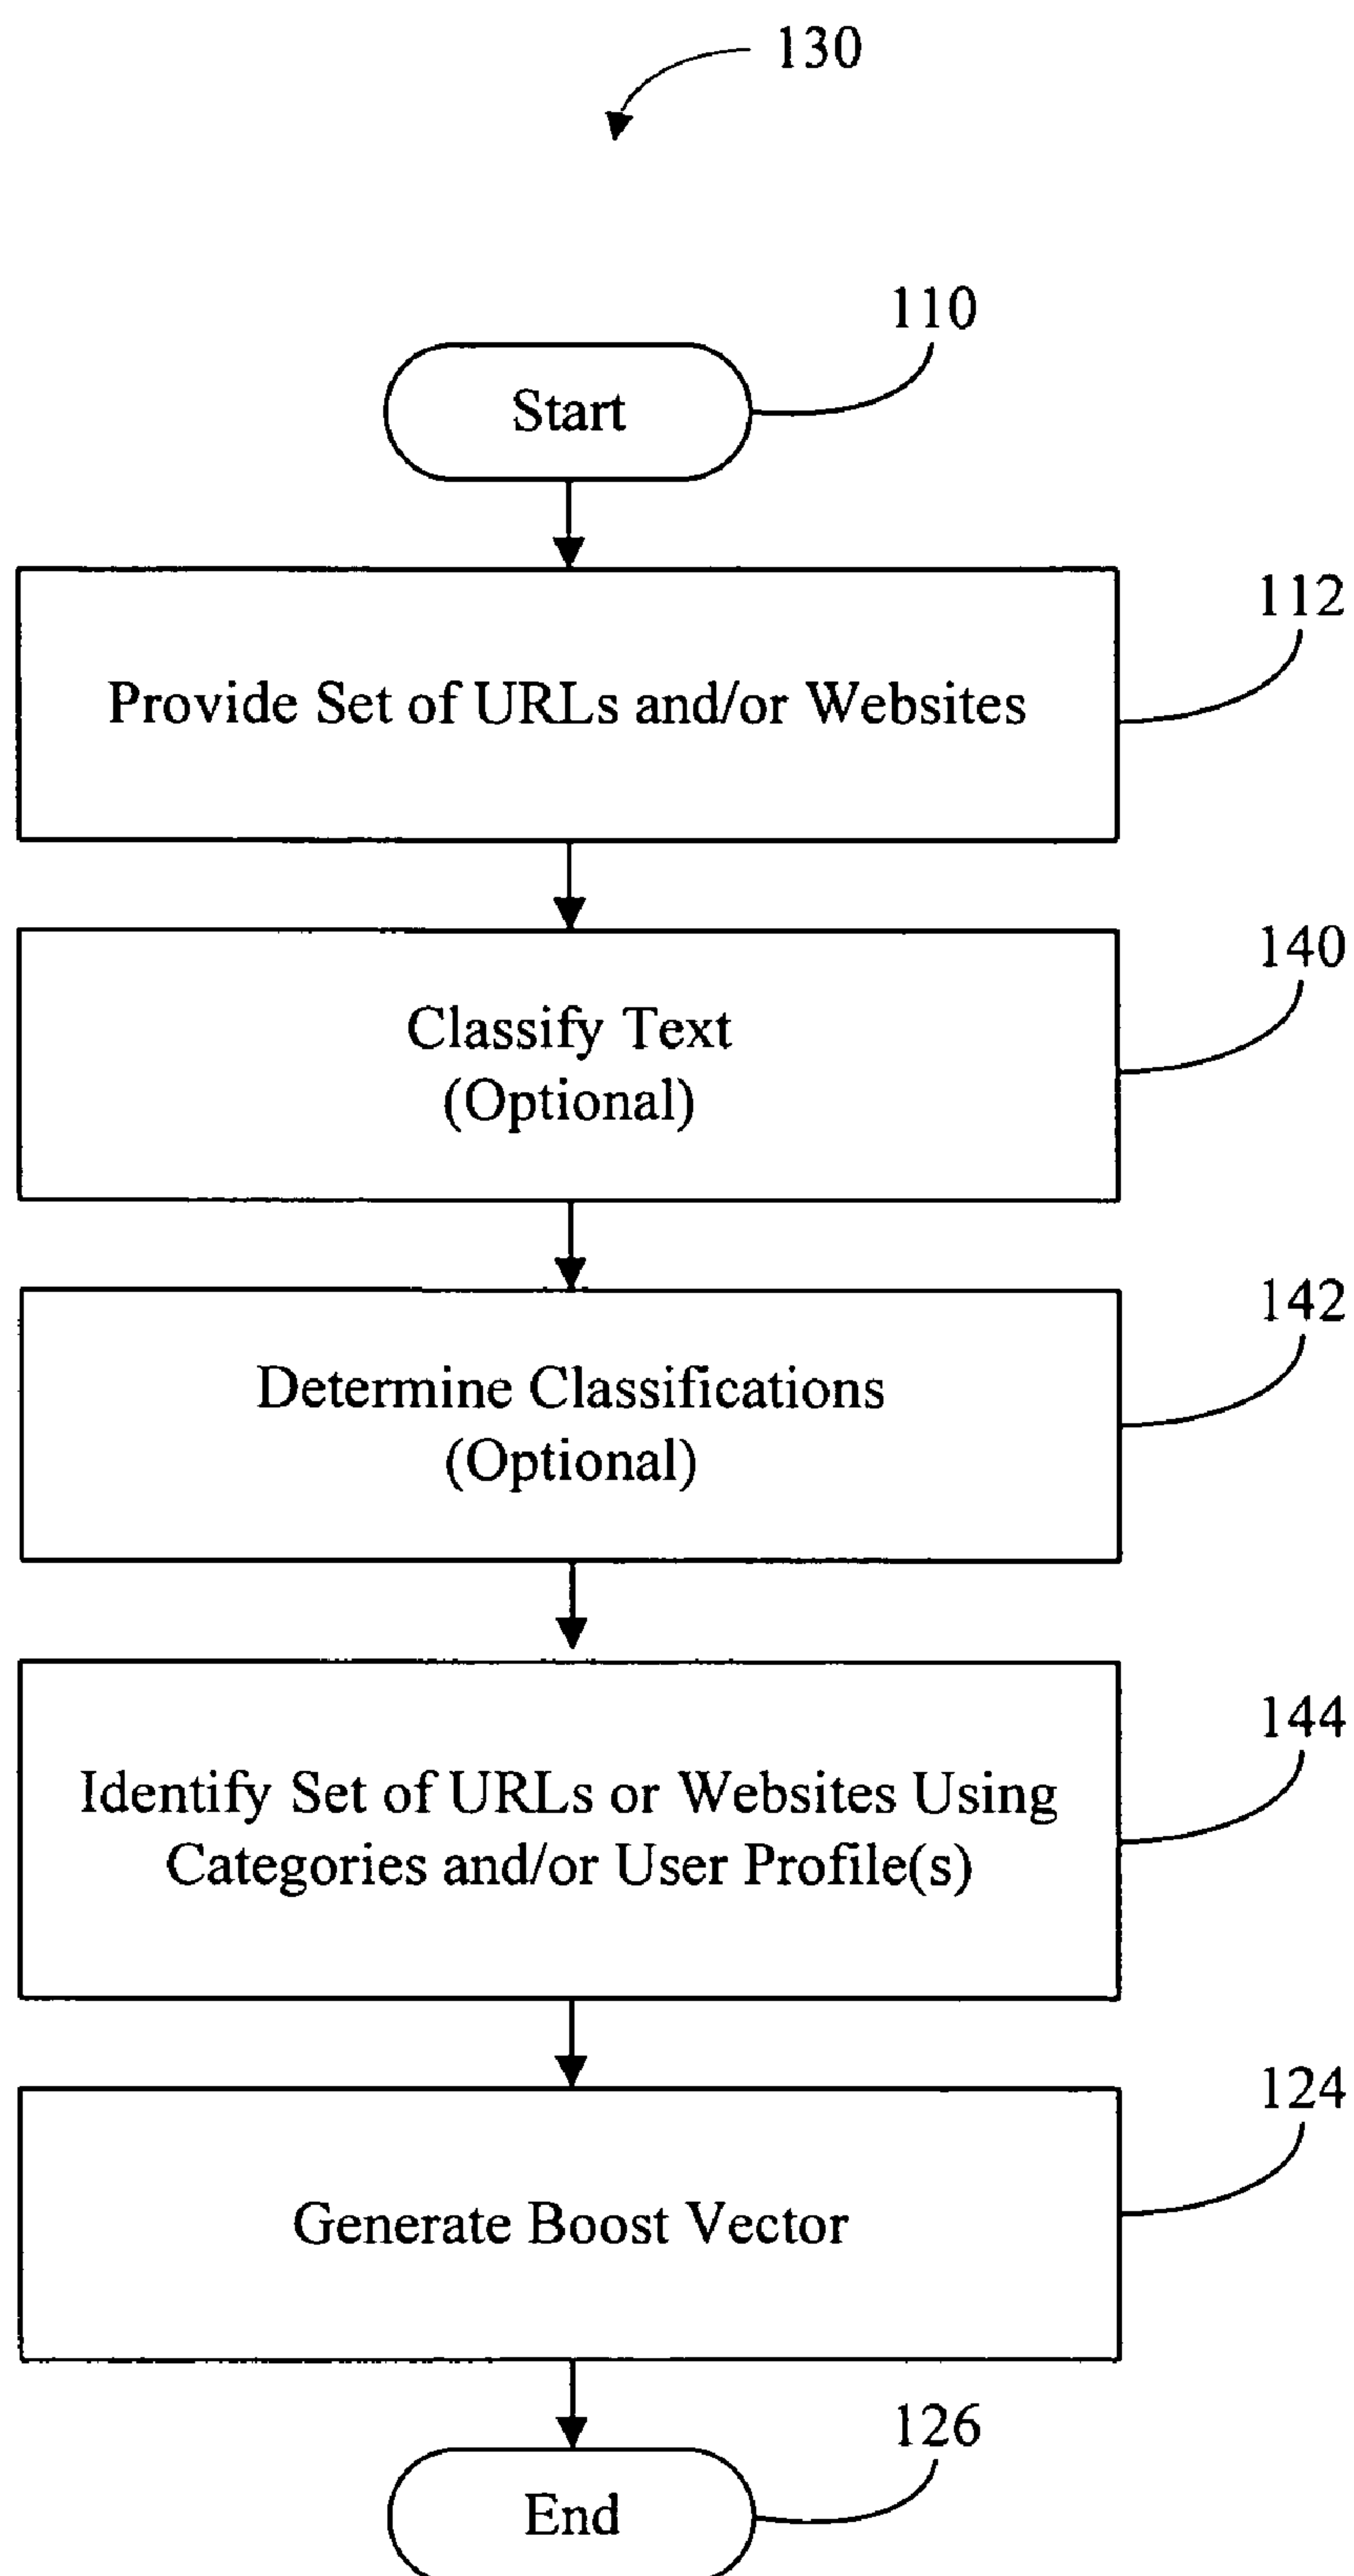 130
110
Start
112
Provide Set of URLs and/or Websites
140
Classify Text
(Optional)
142
Determine Classifications
(Optional)
144
Identify Set of URLs or Websites Using
Categories and/or User Profile(s)
124
Generate Boost Vector
126
End